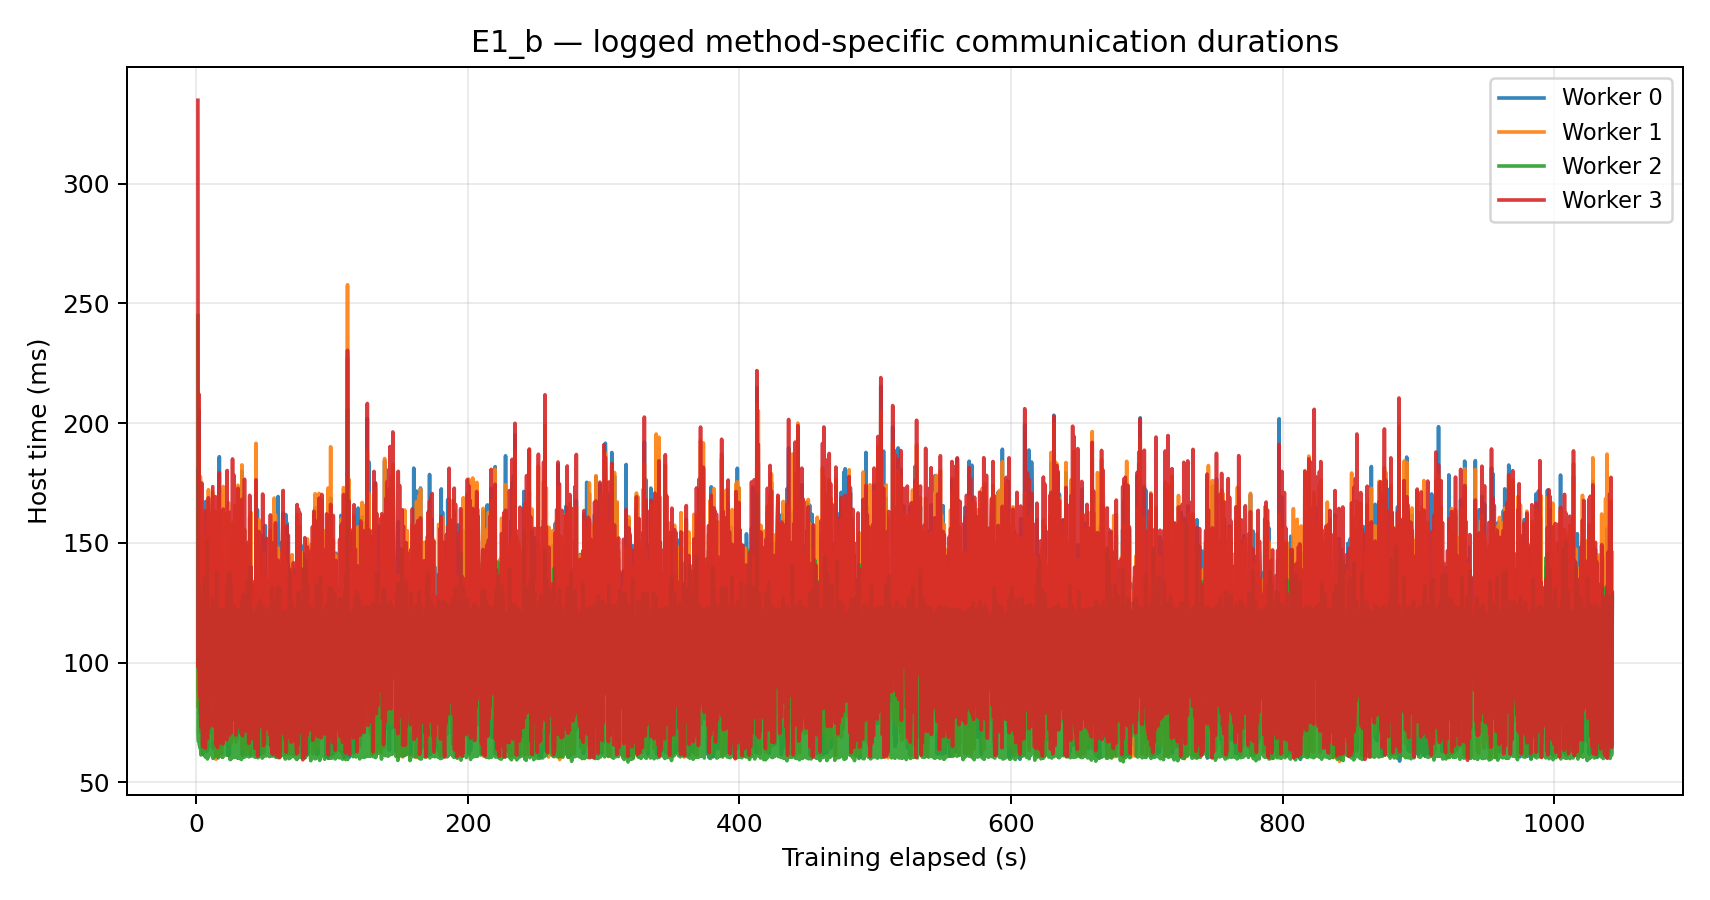 E1_b — logged method-specific communication durations
Worker 0
Worker 1
Worker 2
Worker 3
Host time (ms)
300
250
200
150
100
50
0
200
400
600
800
1000
Training elapsed (s)